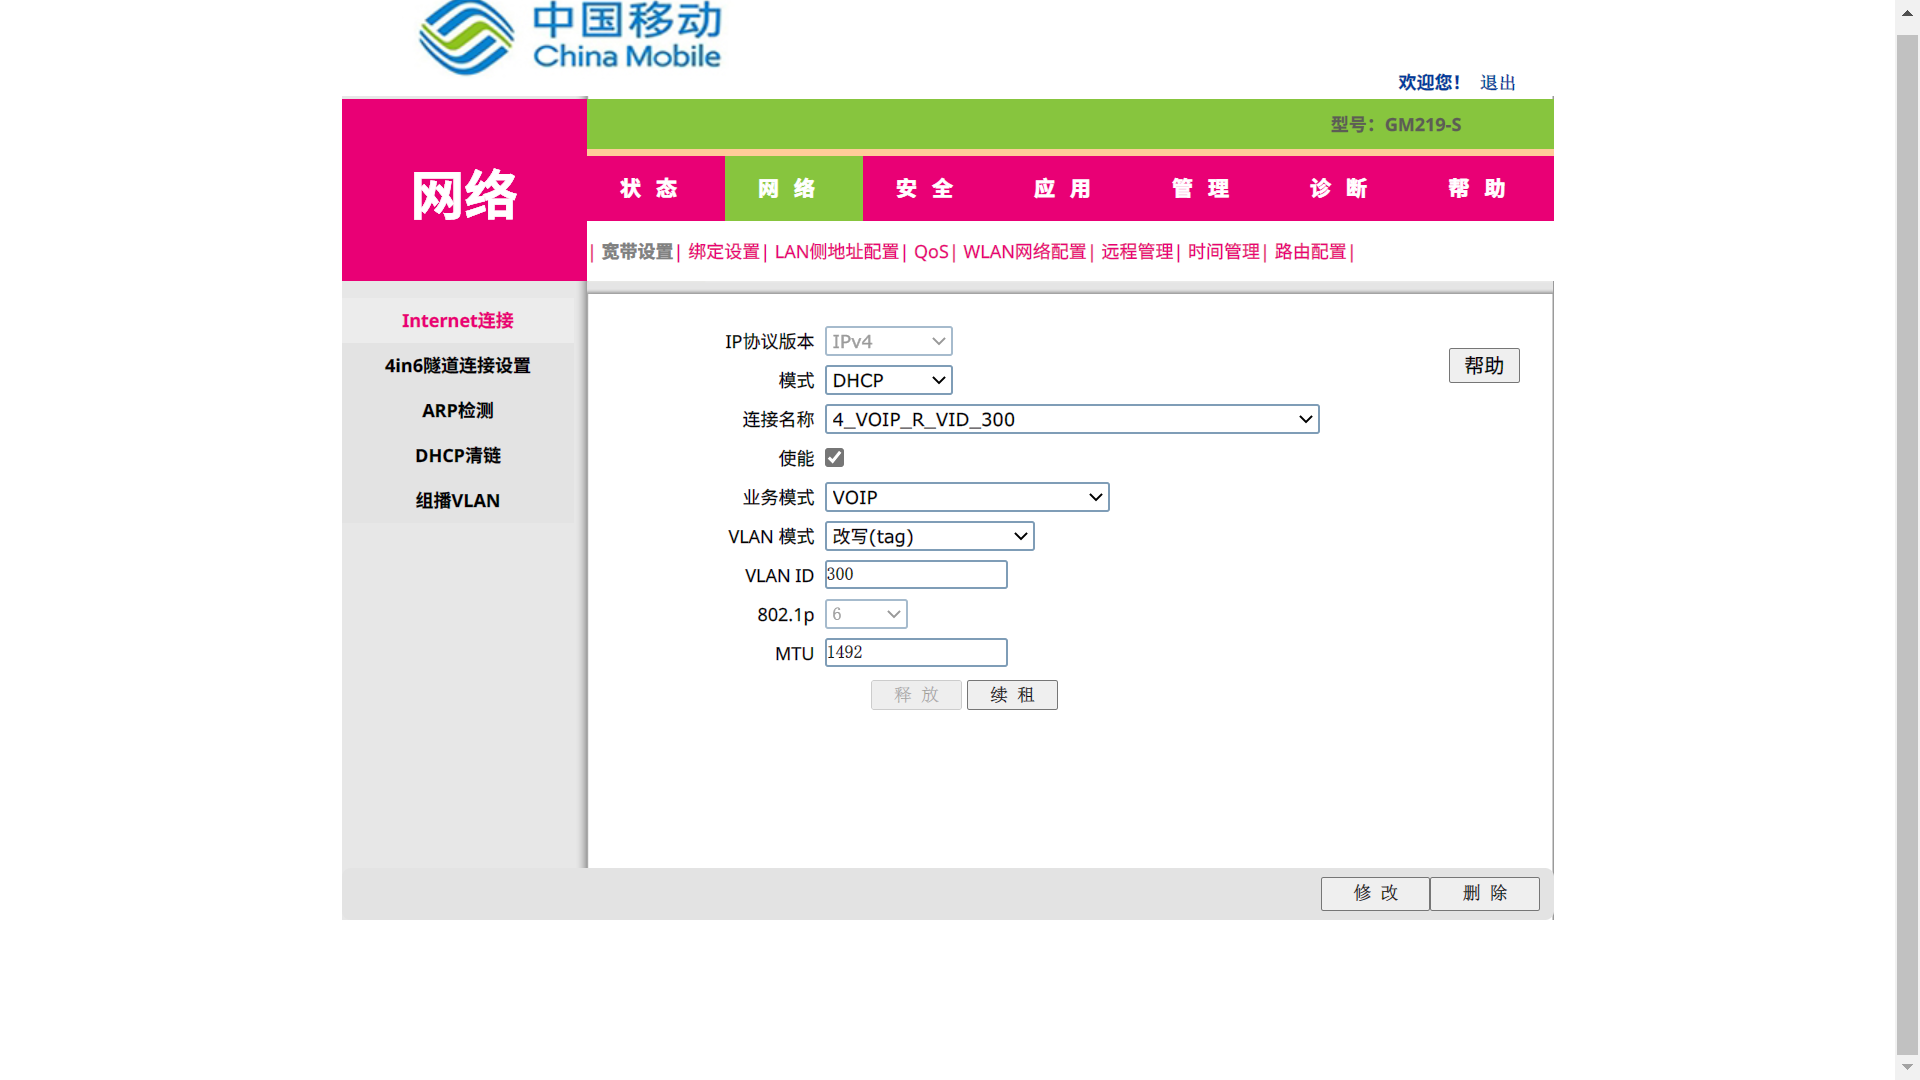 中国移动
China Mobile
欢迎您! 退出
型号: GM219-S
网络
状 态 网 络 安 全 应 用 管 理 诊 断 帮 助
| 宽带设置| 绑定设置| LAN侧地址配置| QoS| WLAN网络配置| 远程管理| 时间管理| 路由配置|
Internet连接
4in6隧道连接设置
ARP检测
DHCP清链
组播VLAN
IP协议版本 IPv4
帮助
模式 DHCP
连接名称 4_VOIP_R_VID_300
使能
业务模式 VOIP
VLAN 模式 改写(tag)
VLAN ID 300
802.1p 6
MTU 1492
释 放 续 租
修 改 删 除